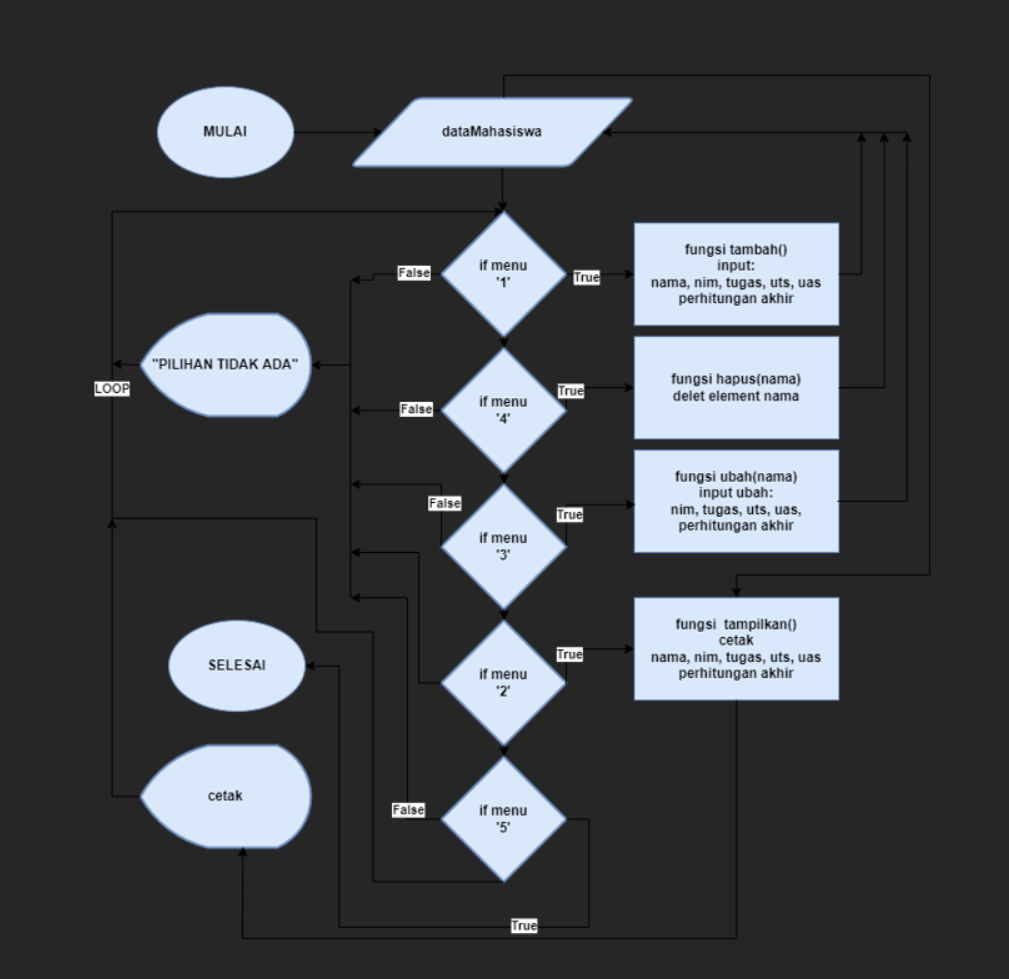 MULAI
dataMahasiswa
if menu
'1'
False
True
fungsi tambah()
input:
nama, nim, tugas, uts, uas
perhitungan akhir
"PILIHAN TIDAK ADA"
LOOP
if menu
'4'
False
True
fungsi hapus(nama)
delet element nama
if menu
'3'
False
True
fungsi ubah(nama)
input ubah:
nim, tugas, uts, uas,
perhitungan akhir
SELESAI
if menu
'2'
True
fungsi tampilkan()
cetak
nama, nim, tugas, uts, uas
perhitungan akhir
cetak
if menu
'5'
False
True